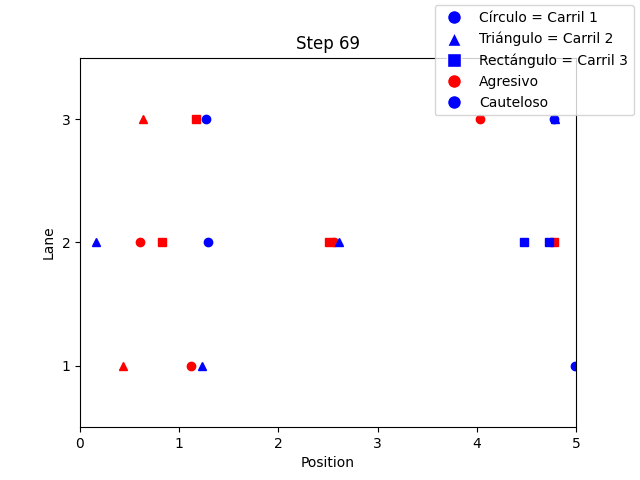 Step 69
Círculo = Carril 1
Triángulo = Carril 2
Rectángulo = Carril 3
Agresivo
Cauteloso
Lane
3
2
1
0 1 2 3 4 5
Position